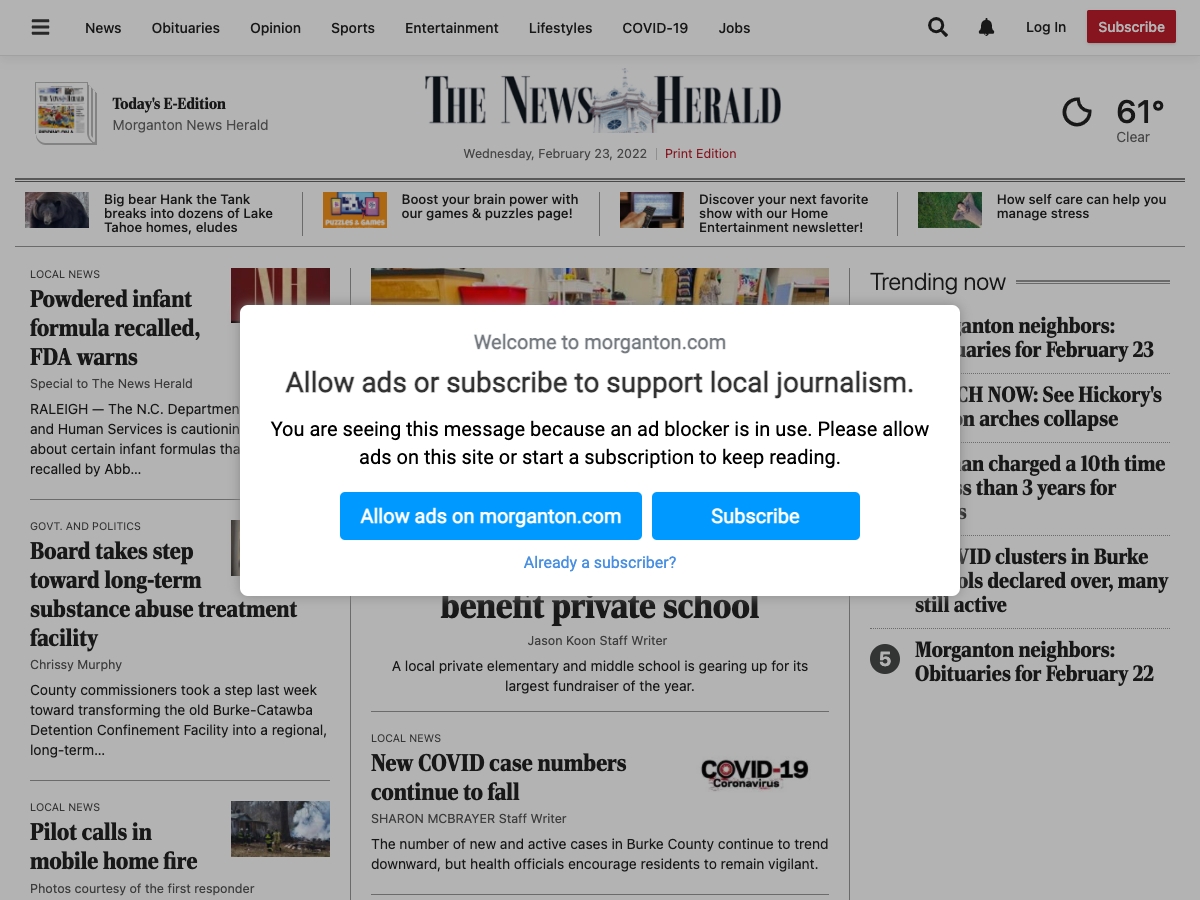 News
Obituaries
Opinion
Sports
Entertainment
Lifestyles
COVID-19
Jobs
Log In
Subscribe
Today's E-Edition
Morganton News Herald
THE NEWS HERALD
Wednesday, February 23, 2022
Print Edition
61°
Clear
Big bear Hank the Tank
breaks into dozens of Lake
Tahoe homes, eludes
PUZZLES & GAMES
Boost your brain power with
our games & puzzles page!
Discover your next favorite
show with our Home
Entertainment newsletter!
How self care can help you
manage stress
LOCAL NEWS
Powdered infant
formula recalled,
FDA warns
Special to The News Herald
RALEIGH — The N.C. Departmen
and Human Services is cautionin
about certain infant formulas tha
recalled by Abb...
NH
GOVT. AND POLITICS
Board takes step
toward long-term
substance abuse treatment
facility
Chrissy Murphy
County commissioners took a step last week
toward transforming the old Burke-Catawba
Detention Confinement Facility into a regional,
long-term...
LOCAL NEWS
Pilot calls in
mobile home fire
Photos courtesy of the first responder
Welcome to morganton.com
Allow ads or subscribe to support local journalism.
You are seeing this message because an ad blocker is in use. Please allow
ads on this site or start a subscription to keep reading.
Allow ads on morganton.com
Subscribe
Already a subscriber?
benefit private school
Jason Koon Staff Writer
A local private elementary and middle school is gearing up for its
largest fundraiser of the year.
LOCAL NEWS
New COVID case numbers
continue to fall
SHARON MCBRAYER Staff Writer
The number of new and active cases in Burke County continue to trend
downward, but health officials encourage residents to remain vigilant.
COVID-19
Coronavirus
Trending now
anton neighbors:
uaries for February 23
CH NOW: See Hickory's
n arches collapse
an charged a 10th time
s than 3 years for
s
VID clusters in Burke
ols declared over, many
still active
5
Morganton neighbors:
Obituaries for February 22